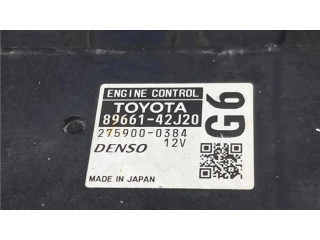 ENGINE CONTROL
TOYOTA
89661-42J20
275900-0384
12V
DENSO
G6
MADE IN JAPAN